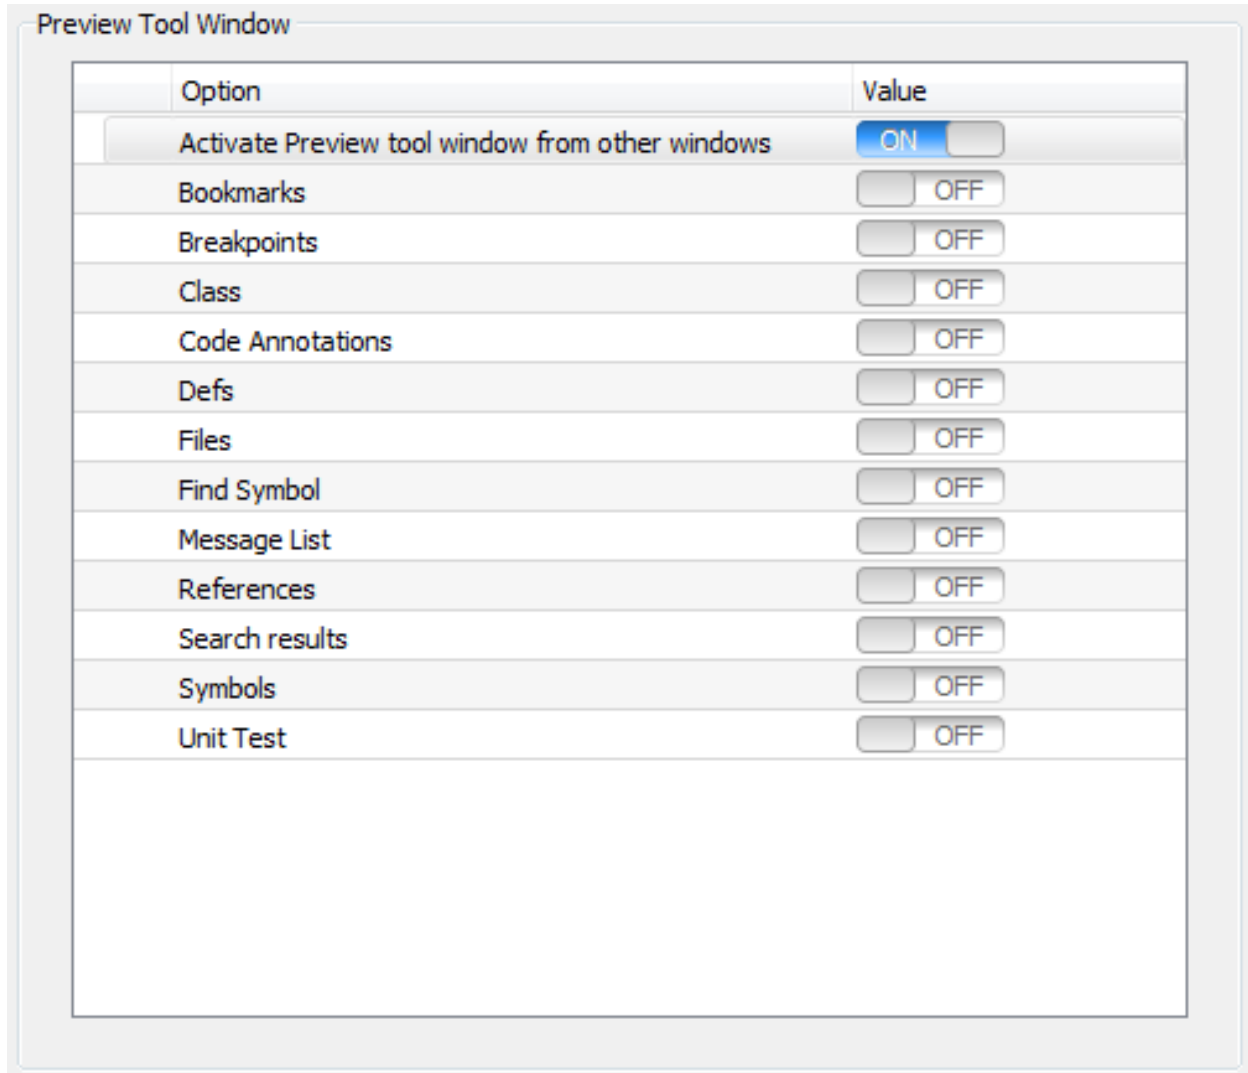 Preview Tool Window
Option Value
Activate Preview tool window from other windows ON
Bookmarks OFF
Breakpoints OFF
Class OFF
Code Annotations OFF
Defs OFF
Files OFF
Find Symbol OFF
Message List OFF
References OFF
Search results OFF
Symbols OFF
Unit Test OFF